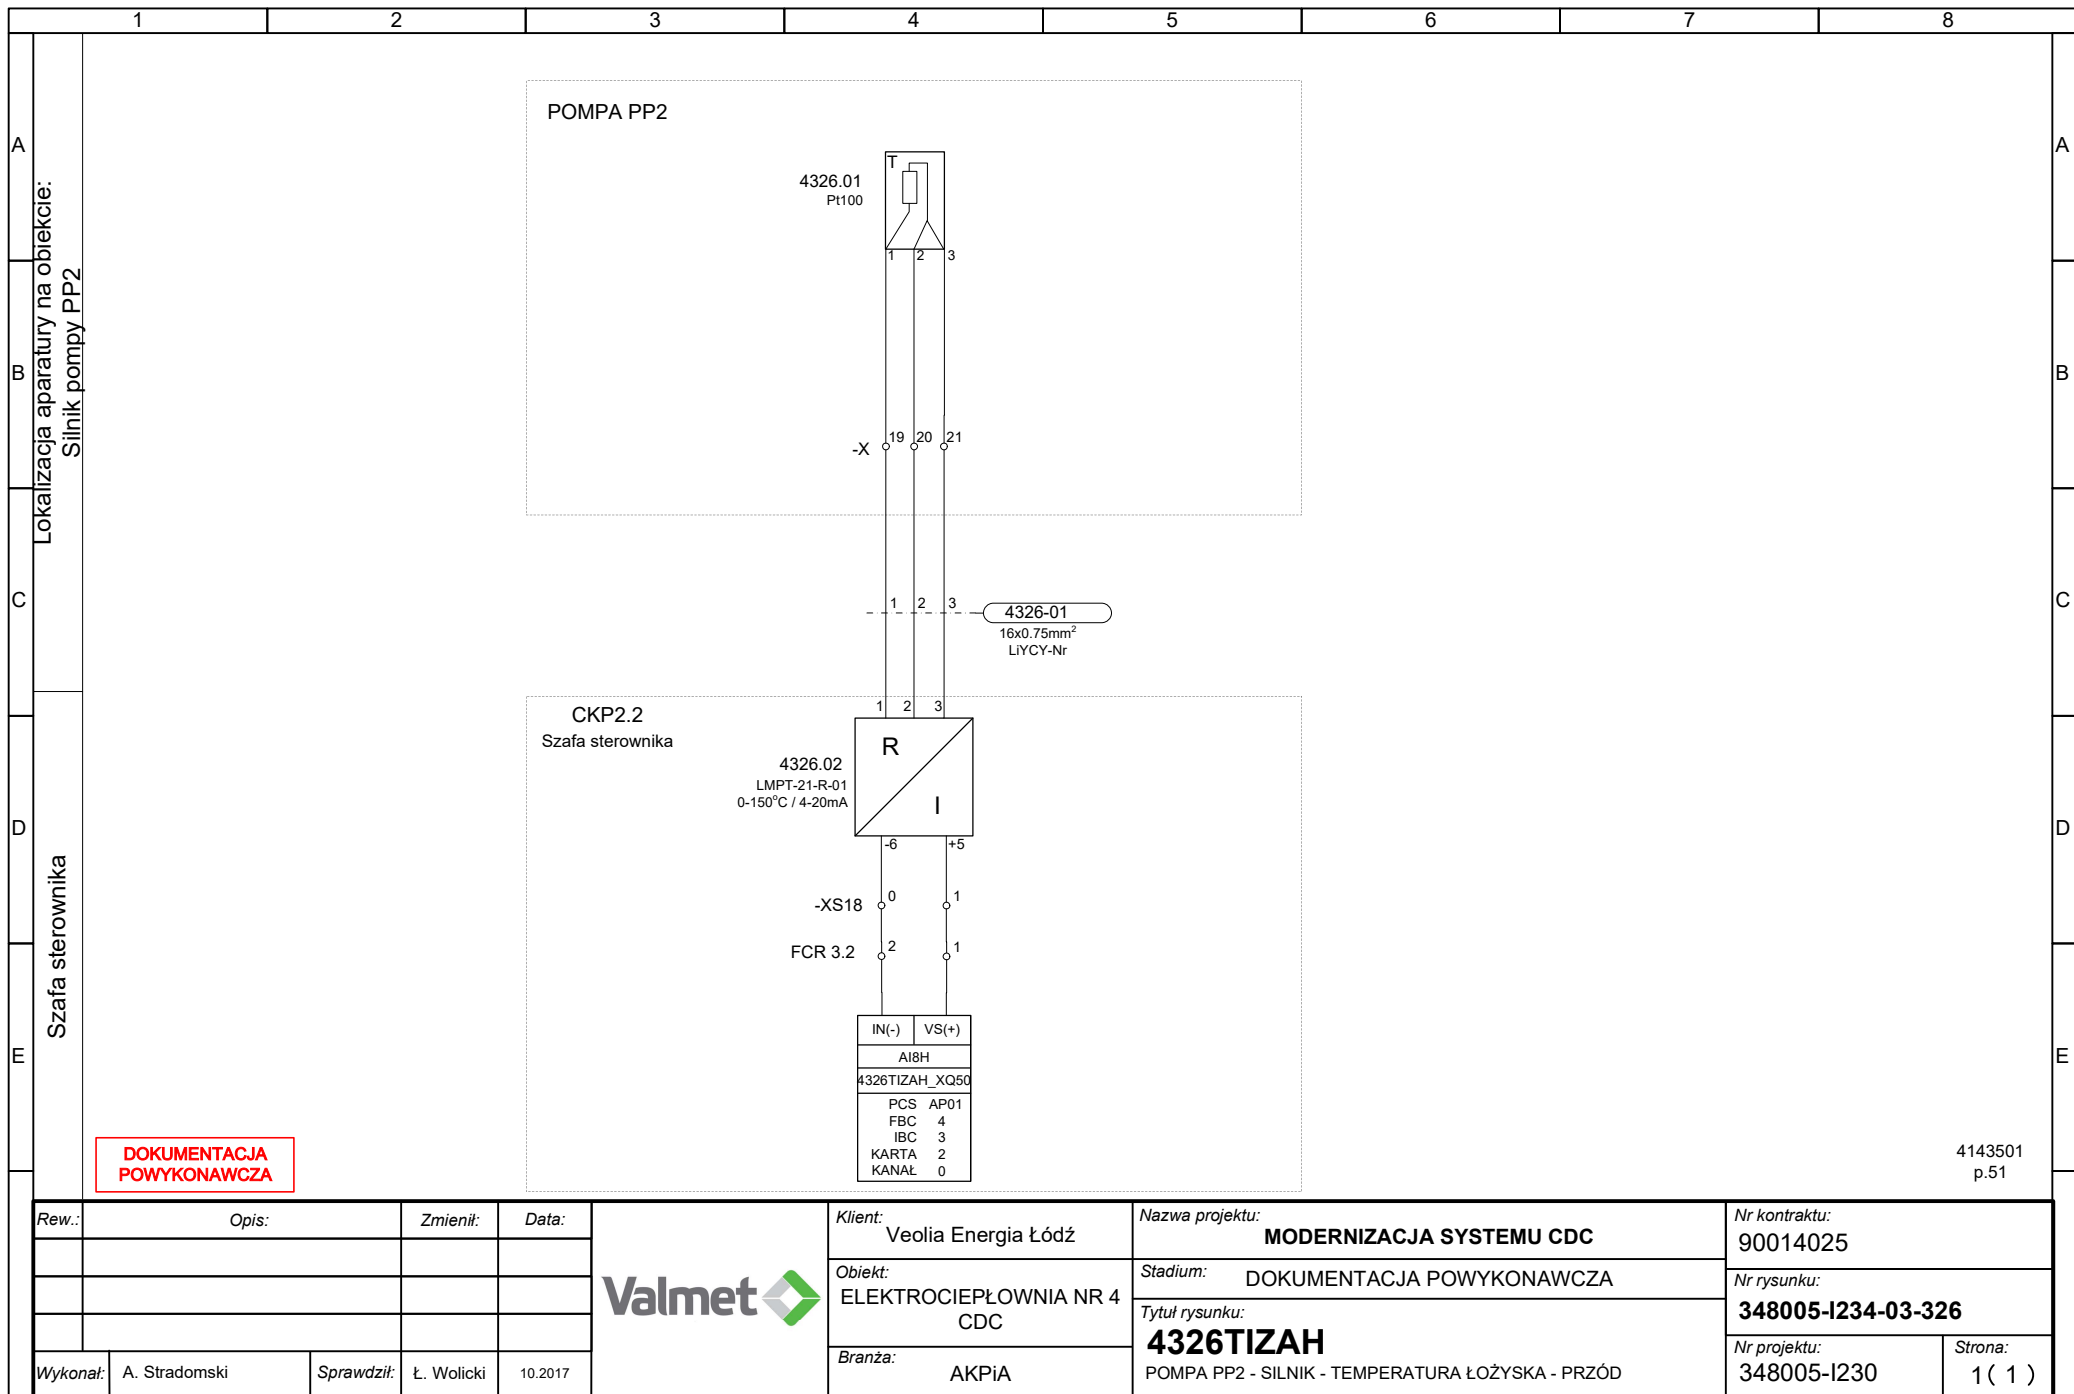 1 2 3 4 5 6 7 8
A
B
C
D
E
A
B
C
D
E
Lokalizacja aparatury na obiekcie:
Silnik pompy PP2
Szafa sterownika
POMPA PP2
T
4326.01
Pt100
1 2 3
-X
19 20 21
1 2 3
4326-01
16x0.75mm²
LiYCY-Nr
CKP2.2
Szafa sterownika
1 2 3
R
I
4326.02
LMPT-21-R-01
0-150°C / 4-20mA
-6 +5
-XS18 0 1
FCR 3.2 2 1
IN(-) VS(+)
AI8H
4326TIZAH_XQ50
PCS AP01
FBC 4
IBC 3
KARTA 2
KANAŁ 0
DOKUMENTACJA
POWYKONAWCZA
4143501
p.51
Rew.: Opis: Zmienił: Data:
Wykonał: A. Stradomski Sprawdził: Ł. Wolicki 10.2017
Valmet
Klient:
Veolia Energia Łódź
Obiekt:
ELEKTROCIEPŁOWNIA NR 4
CDC
Branża:
AKPiA
Nazwa projektu:
MODERNIZACJA SYSTEMU CDC
Stadium: DOKUMENTACJA POWYKONAWCZA
Tytuł rysunku:
4326TIZAH
POMPA PP2 - SILNIK - TEMPERATURA ŁOŻYSKA - PRZÓD
Nr kontraktu:
90014025
Nr rysunku:
348005-I234-03-326
Nr projektu:
348005-I230
Strona:
1( 1 )